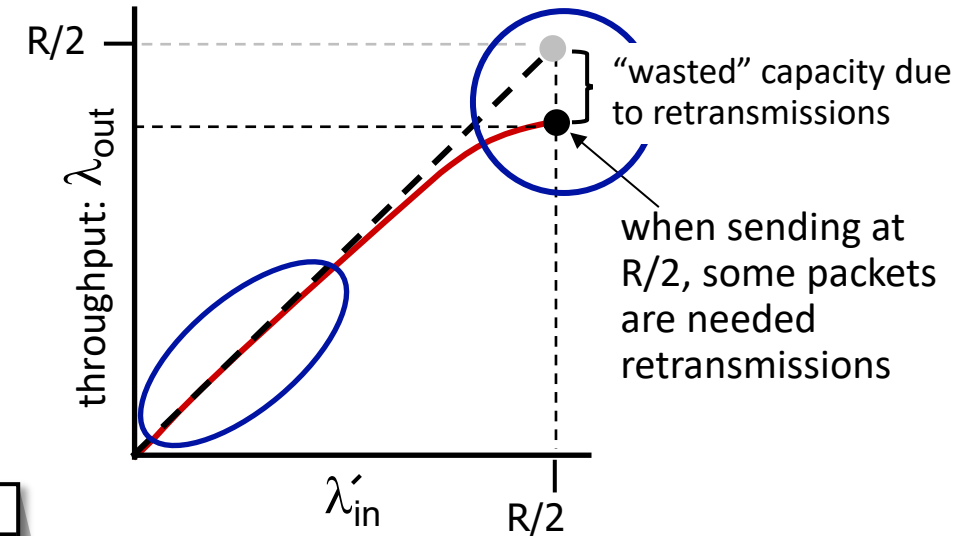 R/2
“wasted” capacity due
to retransmissions
throughput: λout
when sending at
R/2, some packets
are needed
retransmissions
λ′in
R/2